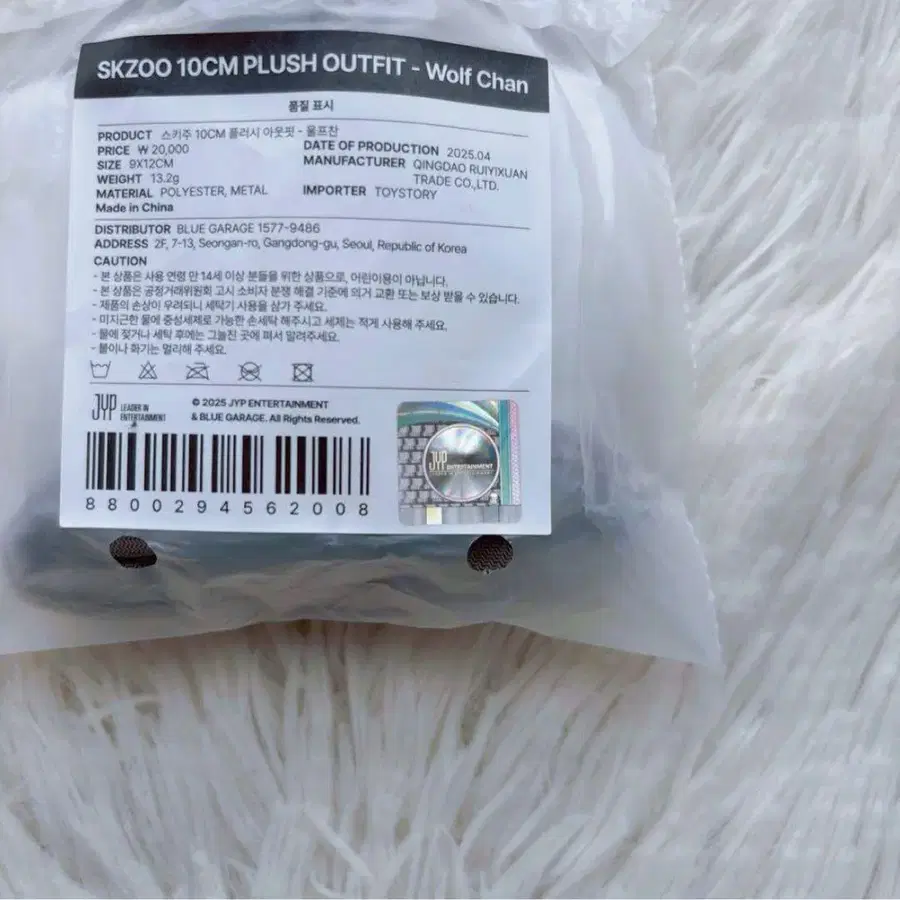 SKZOO 10CM PLUSH OUTFIT - Wolf Chan
품질 표시
PRODUCT 스키주 10CM 플러시 아웃핏 - 울프찬
PRICE ₩ 20,000
SIZE 9X12CM
WEIGHT 13.2g
MATERIAL POLYESTER, METAL
Made in China
DATE OF PRODUCTION 2025.04
MANUFACTURER QINGDAO RUIYIXUAN
TRADE CO.,LTD.
IMPORTER TOYSTORY
DISTRIBUTOR BLUE GARAGE 1577-9486
ADDRESS 2F, 7-13, Seongan-ro, Gangdong-gu, Seoul, Republic of Korea
CAUTION
- 본 상품은 사용 연령 만 14세 이상 분들을 위한 상품으로, 어린이용이 아닙니다.
- 본 상품은 공정거래위원회 고시 소비자 분쟁 해결 기준에 의거 교환 또는 보상 받을 수 있습니다.
- 제품의 손상이 우려되니 세탁기 사용을 삼가 주세요.
- 미지근한 물에 중성세제로 가능한 손세탁 해주시고 세제는 적게 사용해 주세요.
- 물에 젖거나 세탁 후에는 그늘진 곳에 펴서 말려주세요.
- 불이나 화기는 멀리해 주세요.
JYP LEADER IN
ENTERTAINMENT
© 2025 JYP ENTERTAINMENT
& BLUE GARAGE. All Rights Reserved.
8800294562008
JYP ENTERTAINMENT